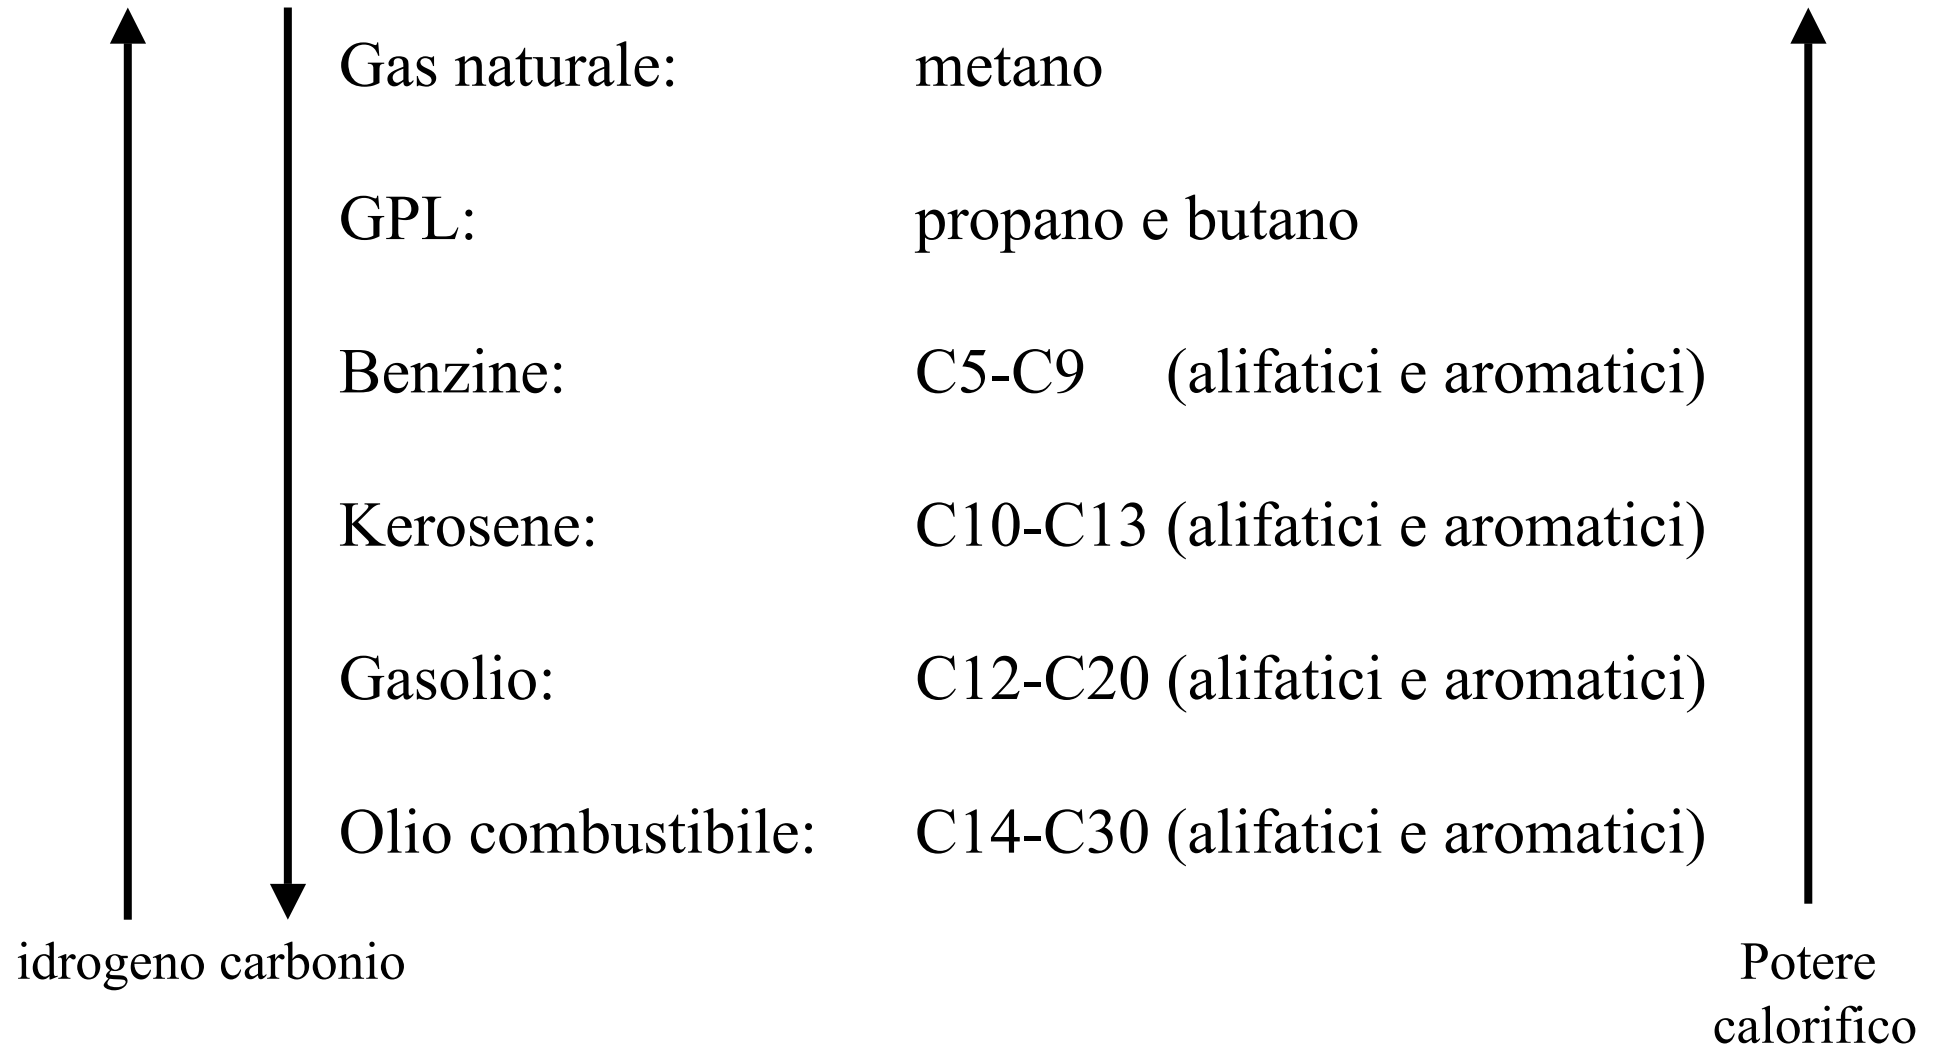 Gas naturale: metano
GPL: propano e butano
Benzine: C5-C9 (alifatici e aromatici)
Kerosene: C10-C13 (alifatici e aromatici)
Gasolio: C12-C20 (alifatici e aromatici)
Olio combustibile: C14-C30 (alifatici e aromatici)
idrogeno carbonio
Potere
calorifico